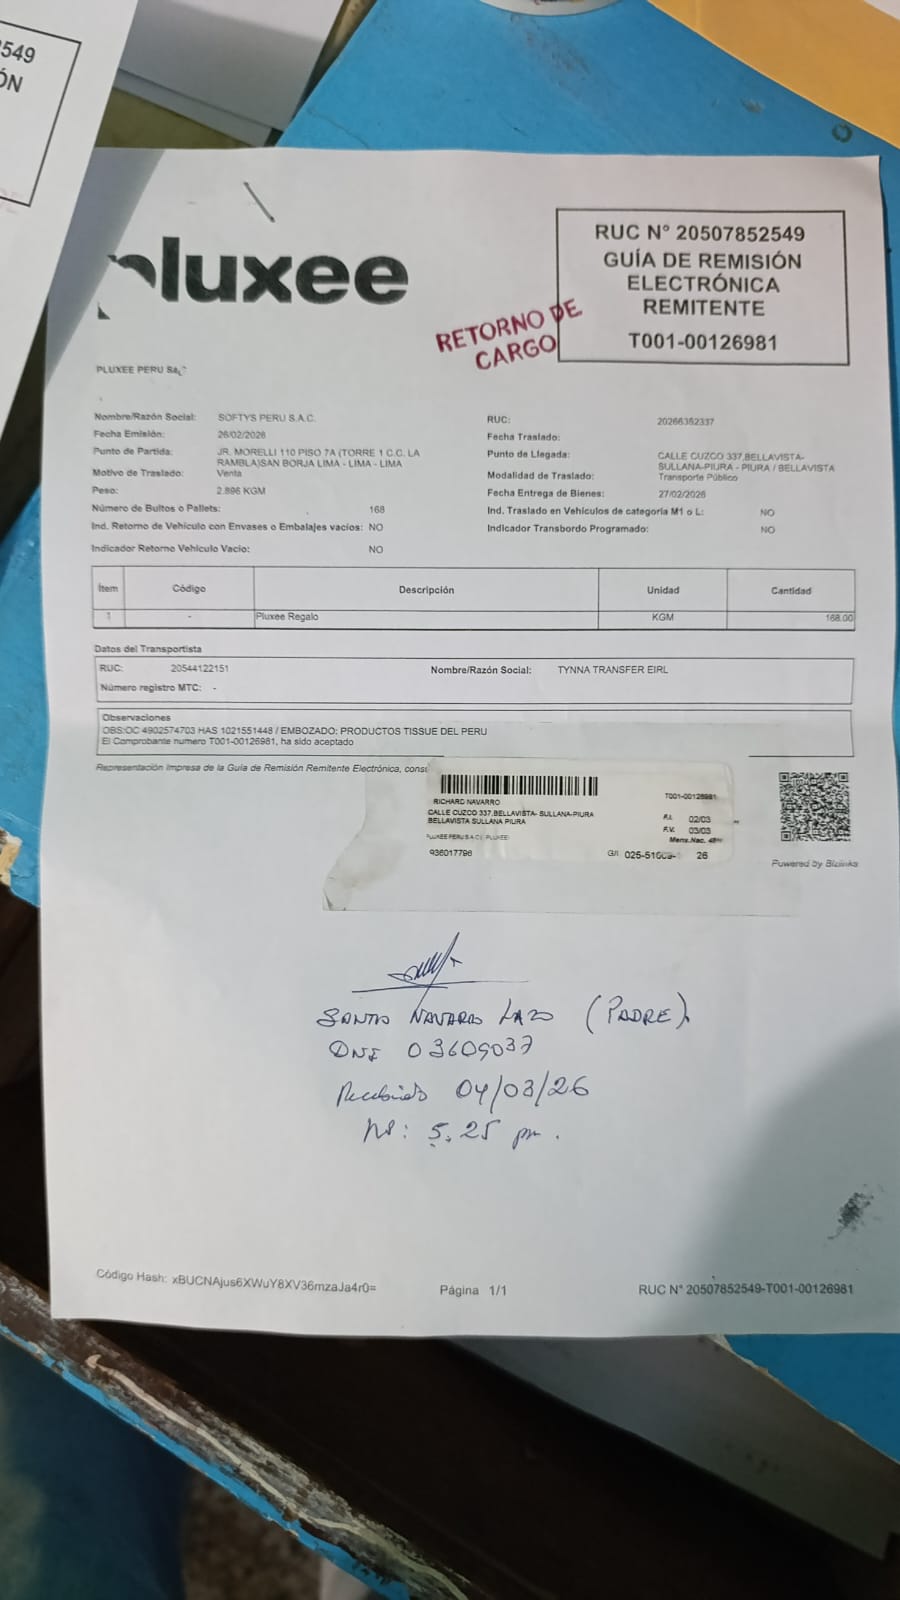 2549
ÓN
pluxee
RUC N° 20507852549
GUÍA DE REMISIÓN
ELECTRÓNICA
REMITENTE
T001-00126981
RETORNO DE
CARGO
PLUXEE PERU
Nombre/Razón Social: SOFTYS PERU S.A.C.
Fecha Emisión: 26/02/2026
Punto de Partida: JR. MORELLI 110 PISO 7A (TORRE 1 C.C. LA
RAMBLA)SAN BORJA LIMA - LIMA - LIMA
Motivo de Traslado: Venta
Peso: 2.896 KGM
Número de Bultos o Pallets: 168
Ind. Retorno de Vehículo con Envases o Embalajes vacíos: NO
Indicador Retorno Vehículo Vacío: NO
RUC: 20266352337
Fecha Traslado:
Punto de Llegada: CALLE CUZCO 337,BELLAVISTA-
SULLANA-PIURA - PIURA / BELLAVISTA
Modalidad de Traslado: Transporte Público
Fecha Entrega de Bienes: 27/02/2026
Ind. Traslado en Vehículos de categoría M1 o L: NO
Indicador Transbordo Programado: NO
Ítem Código Descripción Unidad Cantidad
1 - Pluxee Regalo KGM 168.00
Datos del Transportista
RUC: 20544122151 Nombre/Razón Social: TYNNA TRANSFER EIRL
Número registro MTC: -
Observaciones
OBS:OC 4902574703 HAS 1021551448 / EMBOZADO: PRODUCTOS TISSUE DEL PERU
El Comprobante numero T001-00126981, ha sido aceptado
Representación Impresa de la Guía de Remisión Remitente Electrónica, cons
RICHARD NAVARRO
CALLE CUZCO 337,BELLAVISTA- SULLANA-PIURA
BELLAVISTA SULLANA PIURA
PLUXEE PERU S.A.C ( PLUXEE)
936017796
T001-00126981
F.I. 02/03
F.V. 03/03
Mens.Nac. 48H
G/I 025-51 26
Powered by Bizlinks
SANTOS NAVARRO LAZO (PADRE).
DNI 03609037
Recibido 04/03/26
Hs: 5.25 pm.
Código Hash: xBUCNAjus6XWuY8XV36mzaJa4r0=
Página 1/1
RUC N° 20507852549-T001-00126981